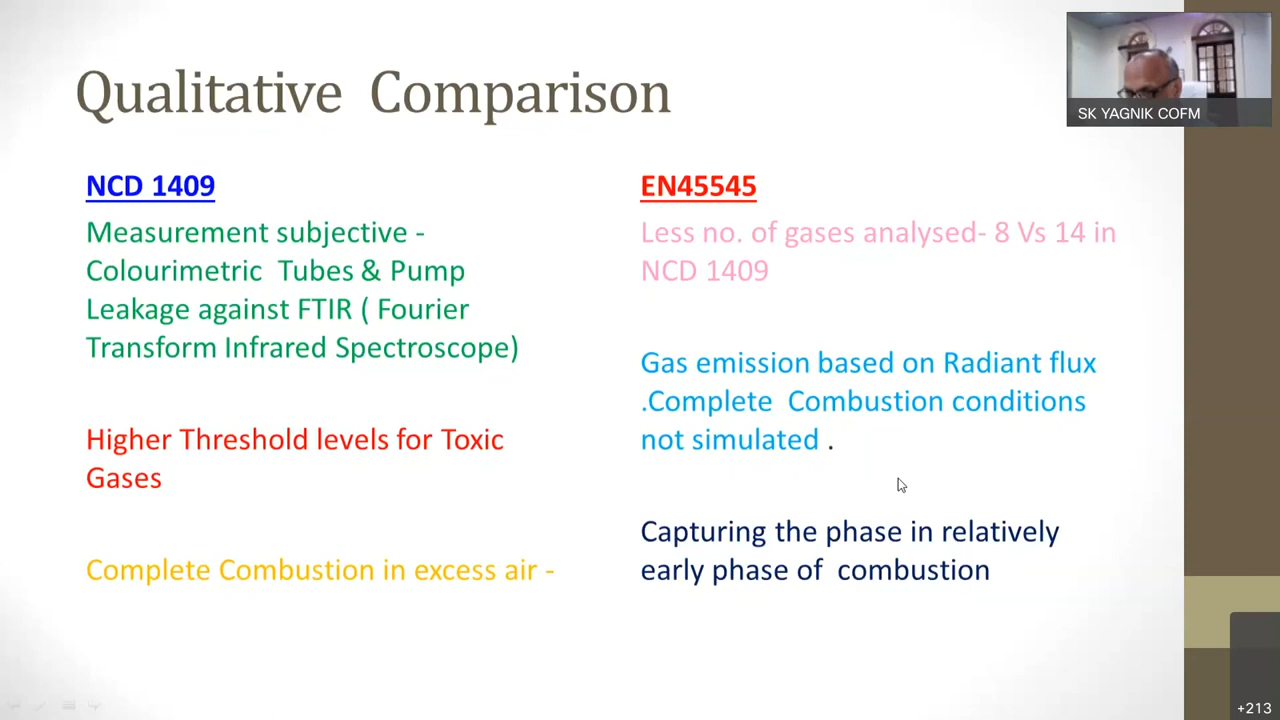 Qualitative Comparison
SK YAGNIK COFM
NCD 1409
Measurement subjective -
Colourimetric Tubes & Pump
Leakage against FTIR ( Fourier
Transform Infrared Spectroscope)
Higher Threshold levels for Toxic
Gases
Complete Combustion in excess air -
EN45545
Less no. of gases analysed- 8 Vs 14 in
NCD 1409
Gas emission based on Radiant flux
.Complete Combustion conditions
not simulated .
Capturing the phase in relatively
early phase of combustion
+213